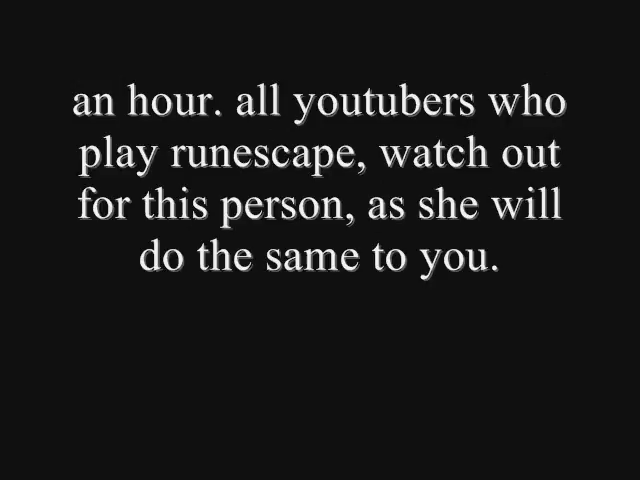 an hour. all youtubers who
play runescape, watch out
for this person, as she will
do the same to you.